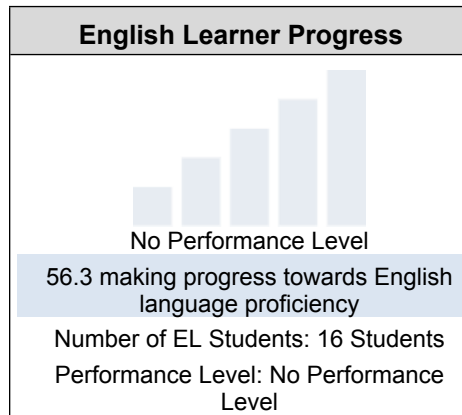 English Learner Progress
No Performance Level
56.3 making progress towards English
language proficiency
Number of EL Students: 16 Students
Performance Level: No Performance
Level